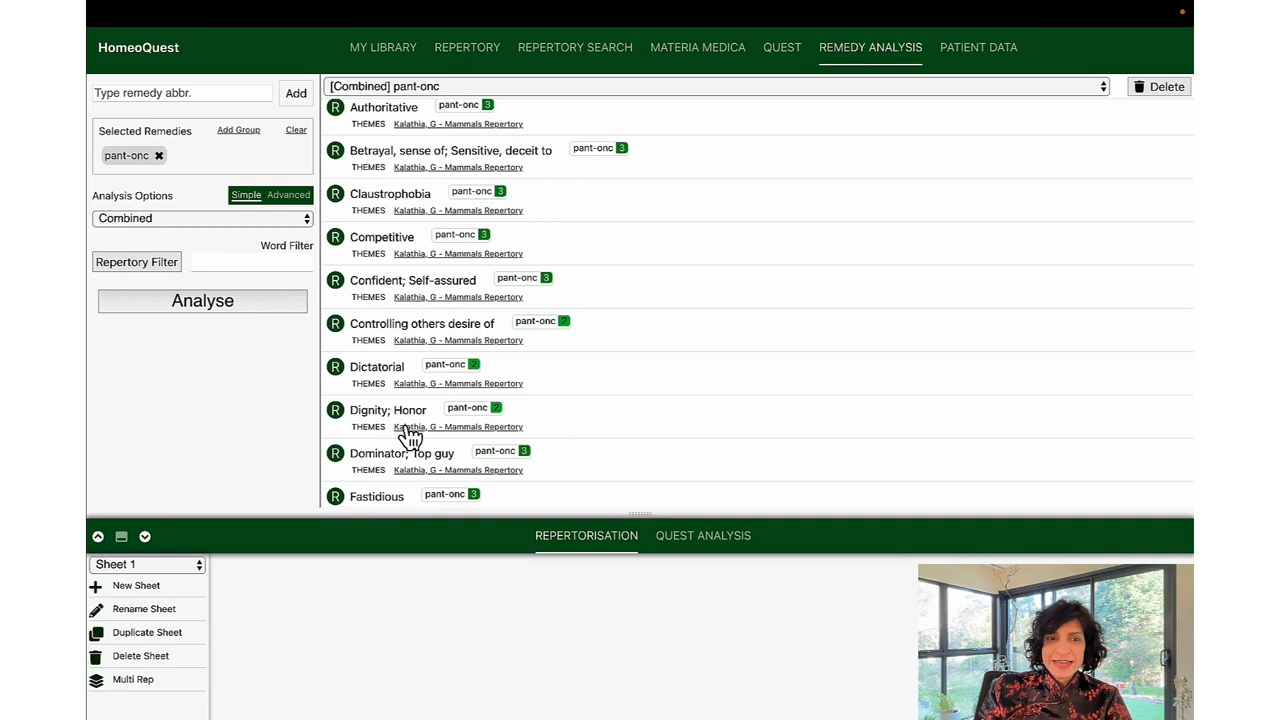 HomeoQuest
MY LIBRARY REPERTORY REPERTORY SEARCH MATERIA MEDICA QUEST REMEDY ANALYSIS PATIENT DATA
Type remedy abbr. Add
[Combined] pant-onc Delete
Selected Remedies Add Group Clear
pant-onc ✖
Analysis Options Simple Advanced
Combined
Word Filter
Repertory Filter
Analyse
R Authoritative pant-onc 3
THEMES Kalathia, G - Mammals Repertory
R Betrayal, sense of; Sensitive, deceit to pant-onc 3
THEMES Kalathia, G - Mammals Repertory
R Claustrophobia pant-onc 3
THEMES Kalathia, G - Mammals Repertory
R Competitive pant-onc 3
THEMES Kalathia, G - Mammals Repertory
R Confident; Self-assured pant-onc 3
THEMES Kalathia, G - Mammals Repertory
R Controlling others desire of pant-onc 2
THEMES Kalathia, G - Mammals Repertory
R Dictatorial pant-onc 2
THEMES Kalathia, G - Mammals Repertory
R Dignity; Honor pant-onc 2
THEMES Kalathia, G - Mammals Repertory
R Dominator; Top guy pant-onc 3
THEMES Kalathia, G - Mammals Repertory
R Fastidious pant-onc 3
REPERTORISATION QUEST ANALYSIS
Sheet 1
New Sheet
Rename Sheet
Duplicate Sheet
Delete Sheet
Multi Rep